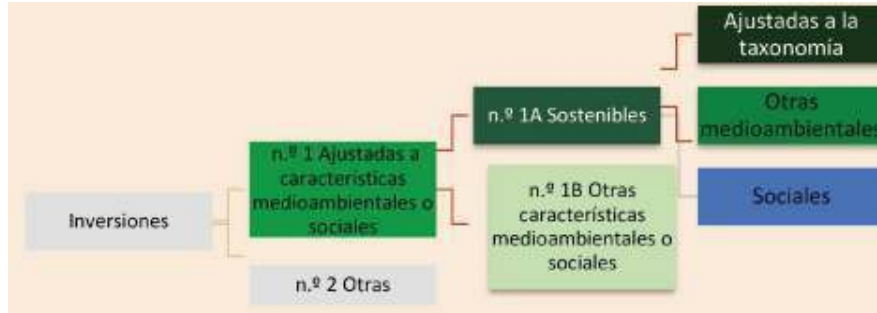 Inversiones
n.º 1 Ajustadas a
características
medioambientales o
sociales
n.º 2 Otras
n.º 1A Sostenibles
n.º 1B Otras
características
medioambientales o
sociales
Ajustadas a la
taxonomía
Otras
medioambientales
Sociales